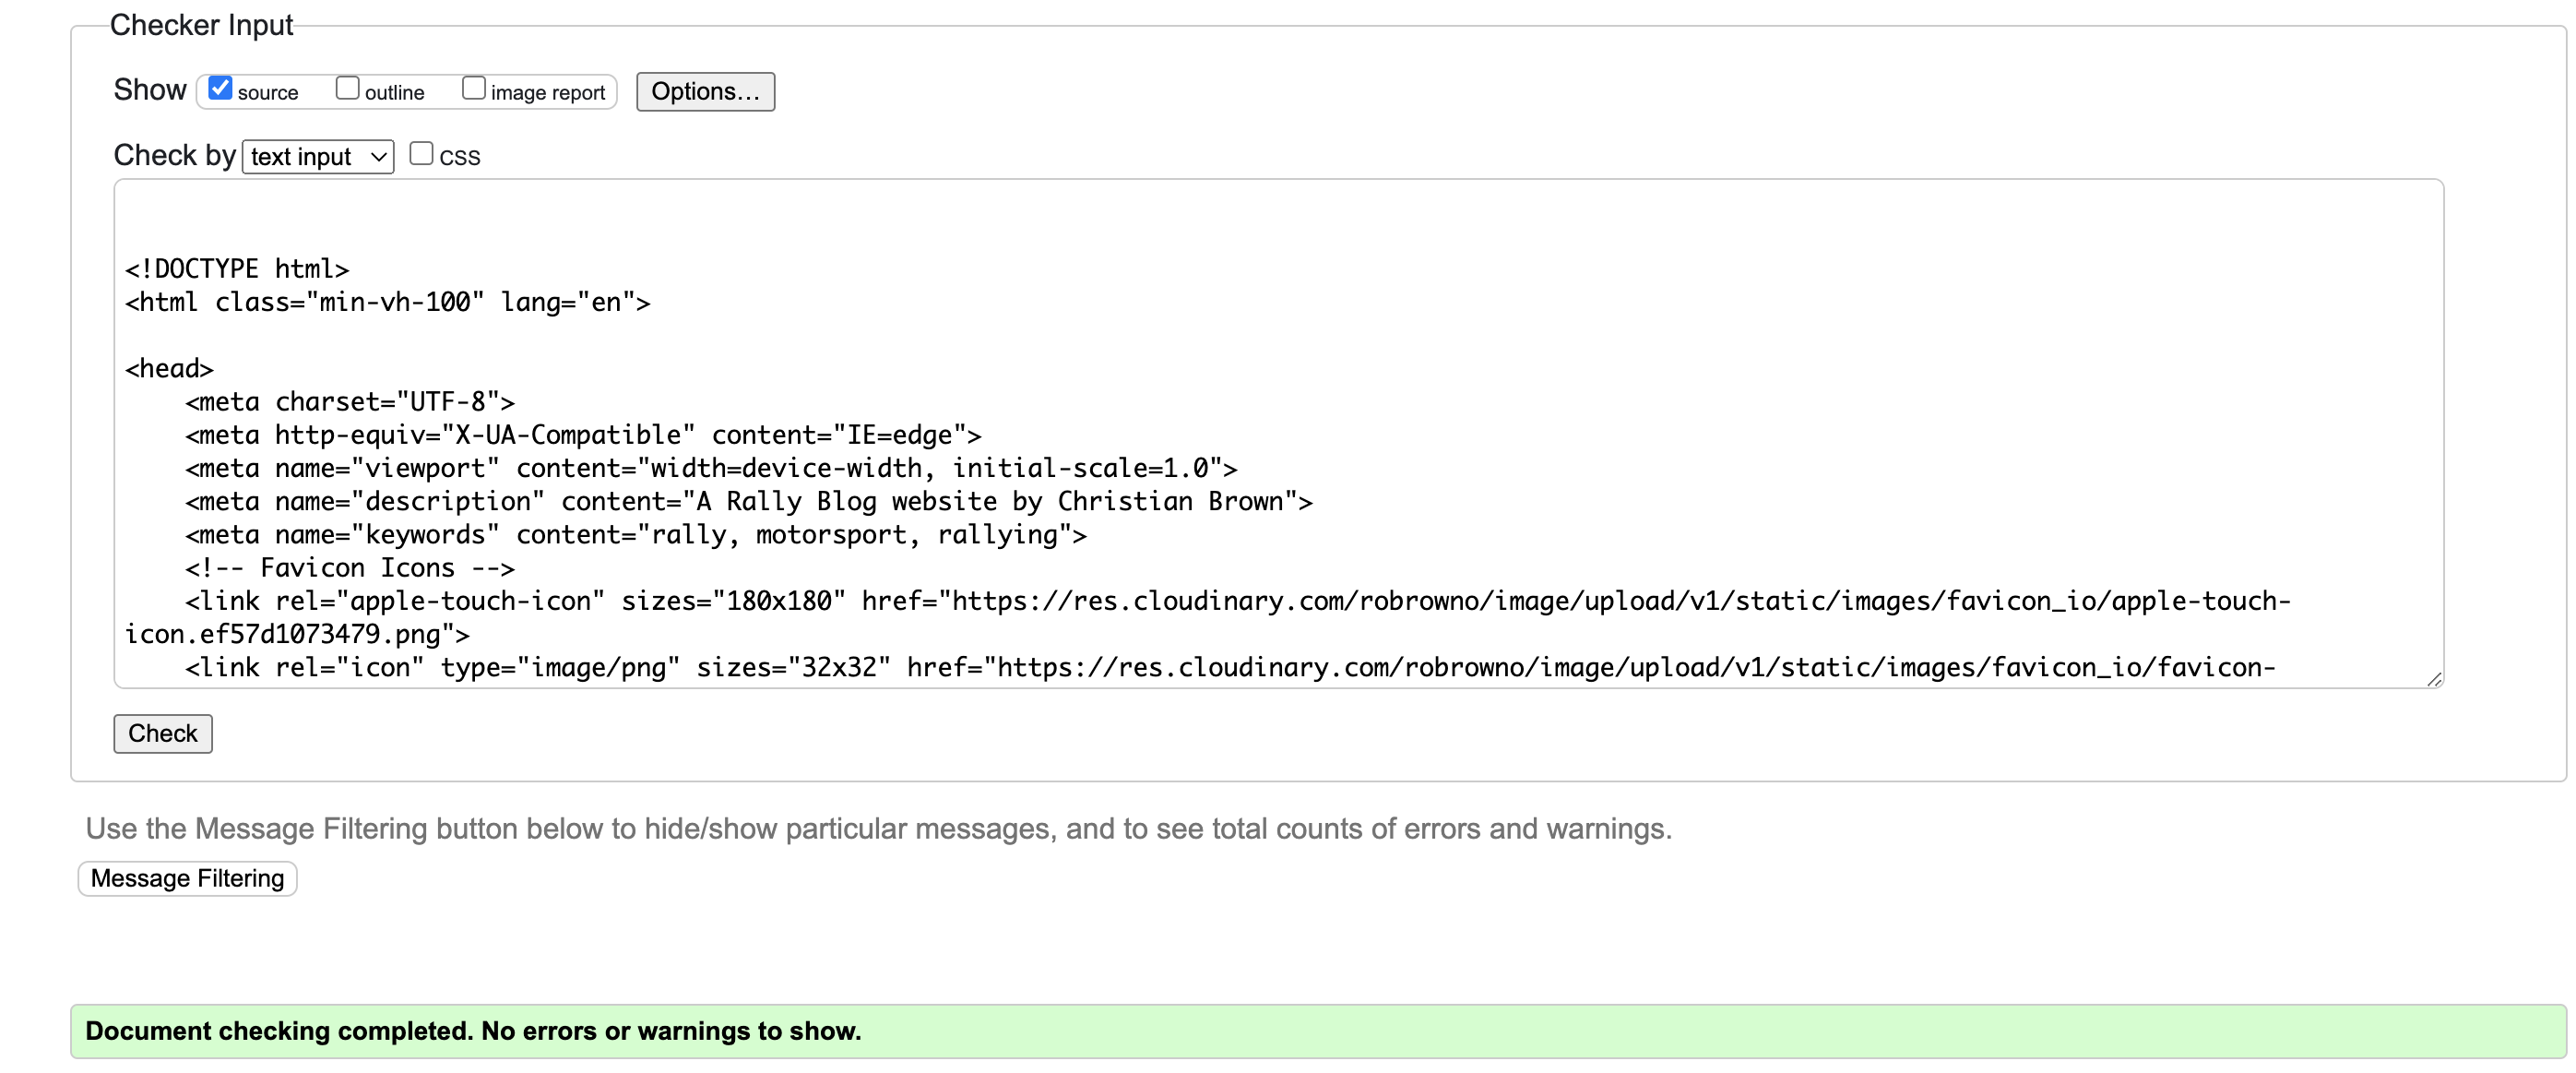 Checker Input
Show source outline image report Options...
Check by text input CSS
<!DOCTYPE html>
<html class="min-vh-100" lang="en">
<head>
    <meta charset="UTF-8">
    <meta http-equiv="X-UA-Compatible" content="IE=edge">
    <meta name="viewport" content="width=device-width, initial-scale=1.0">
    <meta name="description" content="A Rally Blog website by Christian Brown">
    <meta name="keywords" content="rally, motorsport, rallying">
    <!-- Favicon Icons -->
    <link rel="apple-touch-icon" sizes="180x180" href="https://res.cloudinary.com/robrowno/image/upload/v1/static/images/favicon_io/apple-touch-
icon.ef57d1073479.png">
    <link rel="icon" type="image/png" sizes="32x32" href="https://res.cloudinary.com/robrowno/image/upload/v1/static/images/favicon_io/favicon-
Check
Use the Message Filtering button below to hide/show particular messages, and to see total counts of errors and warnings.
Message Filtering
Document checking completed. No errors or warnings to show.